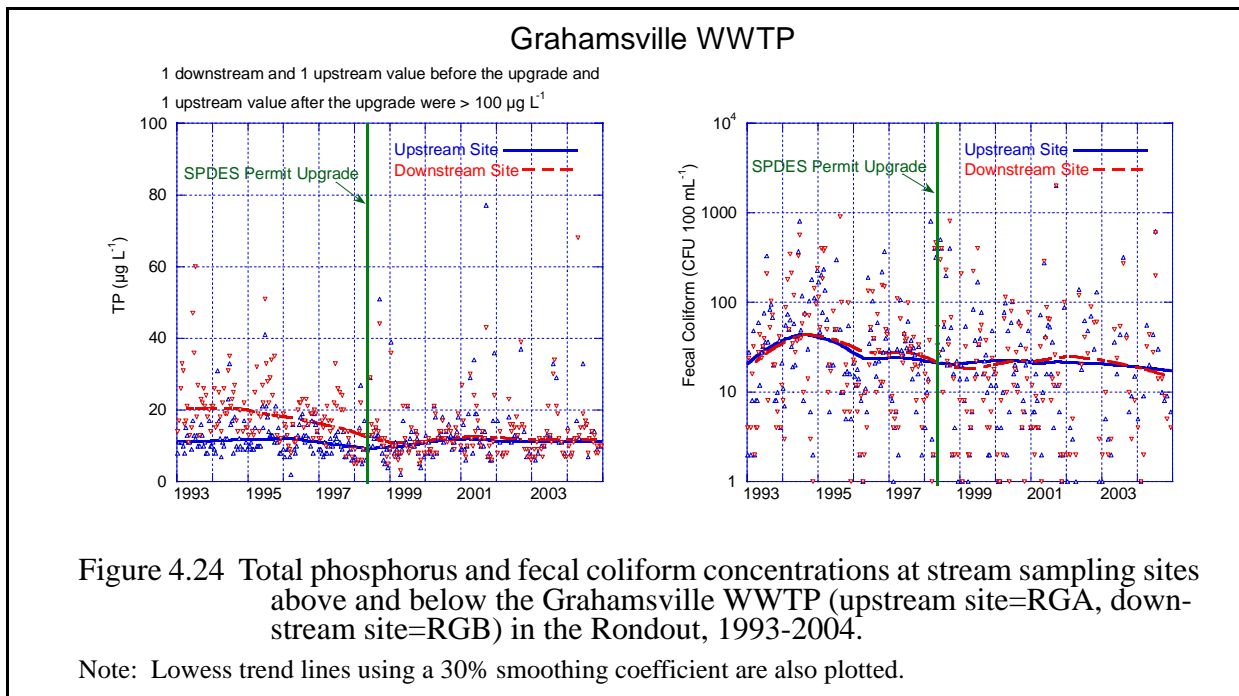 Grahamsville WWTP
1 downstream and 1 upstream value before the upgrade and
1 upstream value after the upgrade were > 100 µg L⁻¹
100
80
60
40
20
0
TP (µg L⁻¹)
Upstream Site
Downstream Site
SPDES Permit Upgrade
1993 1995 1997 1999 2001 2003
10⁴
1000
100
10
1
Fecal Coliform (CFU 100 mL⁻¹)
Upstream Site
Downstream Site
SPDES Permit Upgrade
1993 1995 1997 1999 2001 2003
Figure 4.24 Total phosphorus and fecal coliform concentrations at stream sampling sites
above and below the Grahamsville WWTP (upstream site=RGA, down-
stream site=RGB) in the Rondout, 1993-2004.
Note: Lowess trend lines using a 30% smoothing coefficient are also plotted.